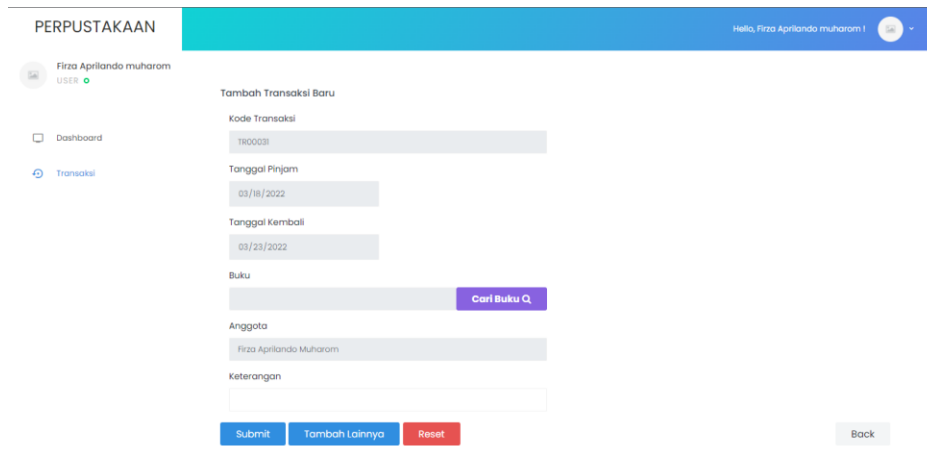 PERPUSTAKAAN
Hello, Firza Aprilando muharom !
Firza Aprilando muharom
USER
Dashboard
Transaksi
Tambah Transaksi Baru
Kode Transaksi
TR00031
Tanggal Pinjam
03/18/2022
Tanggal Kembali
03/23/2022
Buku
Cari Buku
Anggota
Firza Aprilando Muharom
Keterangan
Submit
Tambah Lainnya
Reset
Back